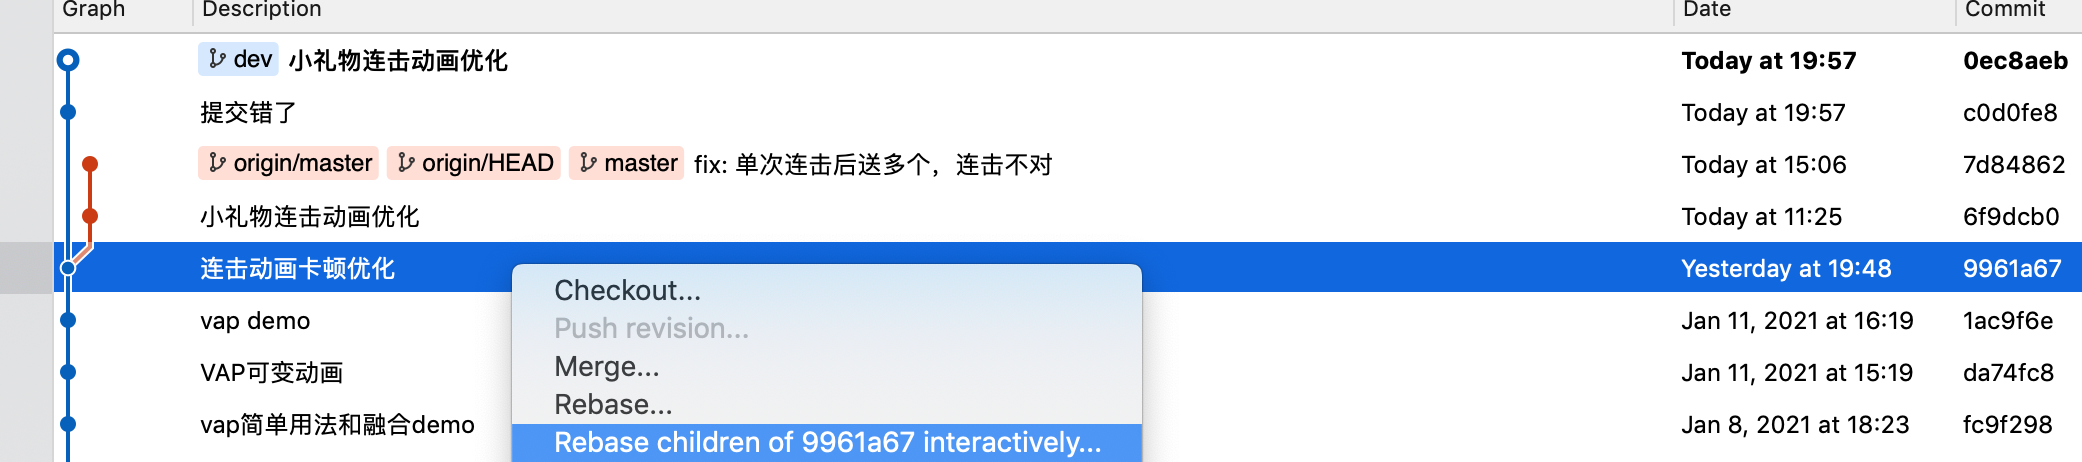 Graph Description Date Commit
dev 小礼物连击动画优化 Today at 19:57 0ec8aeb
提交错了 Today at 19:57 c0d0fe8
origin/master origin/HEAD master fix: 单次连击后送多个，连击不对 Today at 15:06 7d84862
小礼物连击动画优化 Today at 11:25 6f9dcb0
连击动画卡顿优化 Yesterday at 19:48 9961a67
Checkout...
vap demo Jan 11, 2021 at 16:19 1ac9f6e
Push revision...
Merge...
VAP可变动画 Jan 11, 2021 at 15:19 da74fc8
Rebase...
vap简单用法和融合demo Jan 8, 2021 at 18:23 fc9f298
Rebase children of 9961a67 interactively...